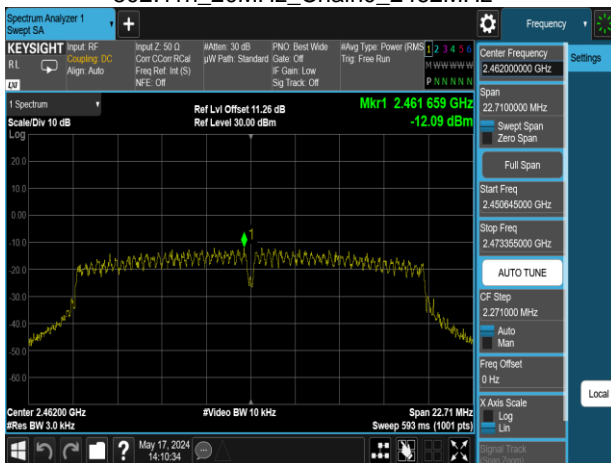 Spectrum Analyzer 1
Swept SA
+
Frequency
KEYSIGHT
RL
LXI
Input: RF
Coupling: DC
Align: Auto
Input Z: 50 Ω
Corr CCorr RCal
Freq Ref: Int (S)
NFE: Off
#Atten: 30 dB
µW Path: Standard
PNO: Best Wide
Gate: Off
IF Gain: Low
Sig Track: Off
#Avg Type: Power (RMS
Trig: Free Run
1 2 3 4 5 6
M W W W W W
P N N N N N
1 Spectrum
Scale/Div 10 dB
Ref Lvl Offset 11.26 dB
Ref Level 30.00 dBm
Mkr1 2.461 659 GHz
-12.09 dBm
Log
20.0
10.0
0.00
-10.0
-20.0
-30.0
-40.0
-50.0
-60.0
1
Center 2.46200 GHz
#Res BW 3.0 kHz
#Video BW 10 kHz
Span 22.71 MHz
Sweep 593 ms (1001 pts)
?
May 17, 2024
14:10:34
Center Frequency
2.462000000 GHz
Settings
Span
22.7100000 MHz
Swept Span
Zero Span
Full Span
Start Freq
2.450645000 GHz
Stop Freq
2.473355000 GHz
AUTO TUNE
CF Step
2.271000 MHz
Auto
Man
Freq Offset
0 Hz
X Axis Scale
Log
Lin
Local
Signal Track
(Span Zoom)